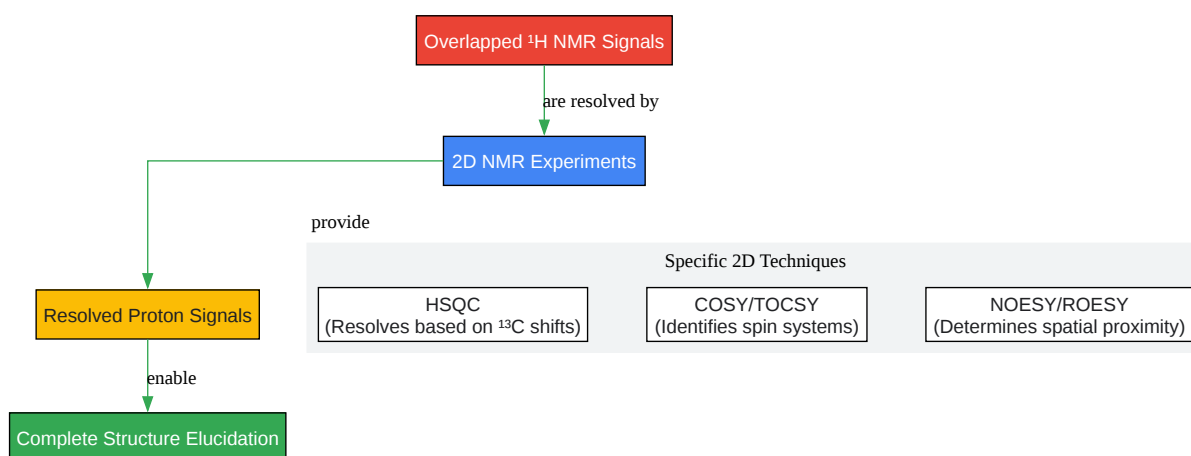 Overlapped ¹H NMR Signals
are resolved by
2D NMR Experiments
provide
Specific 2D Techniques
HSQC
(Resolves based on ¹³C shifts)
COSY/TOCSY
(Identifies spin systems)
NOESY/ROESY
(Determines spatial proximity)
Resolved Proton Signals
enable
Complete Structure Elucidation